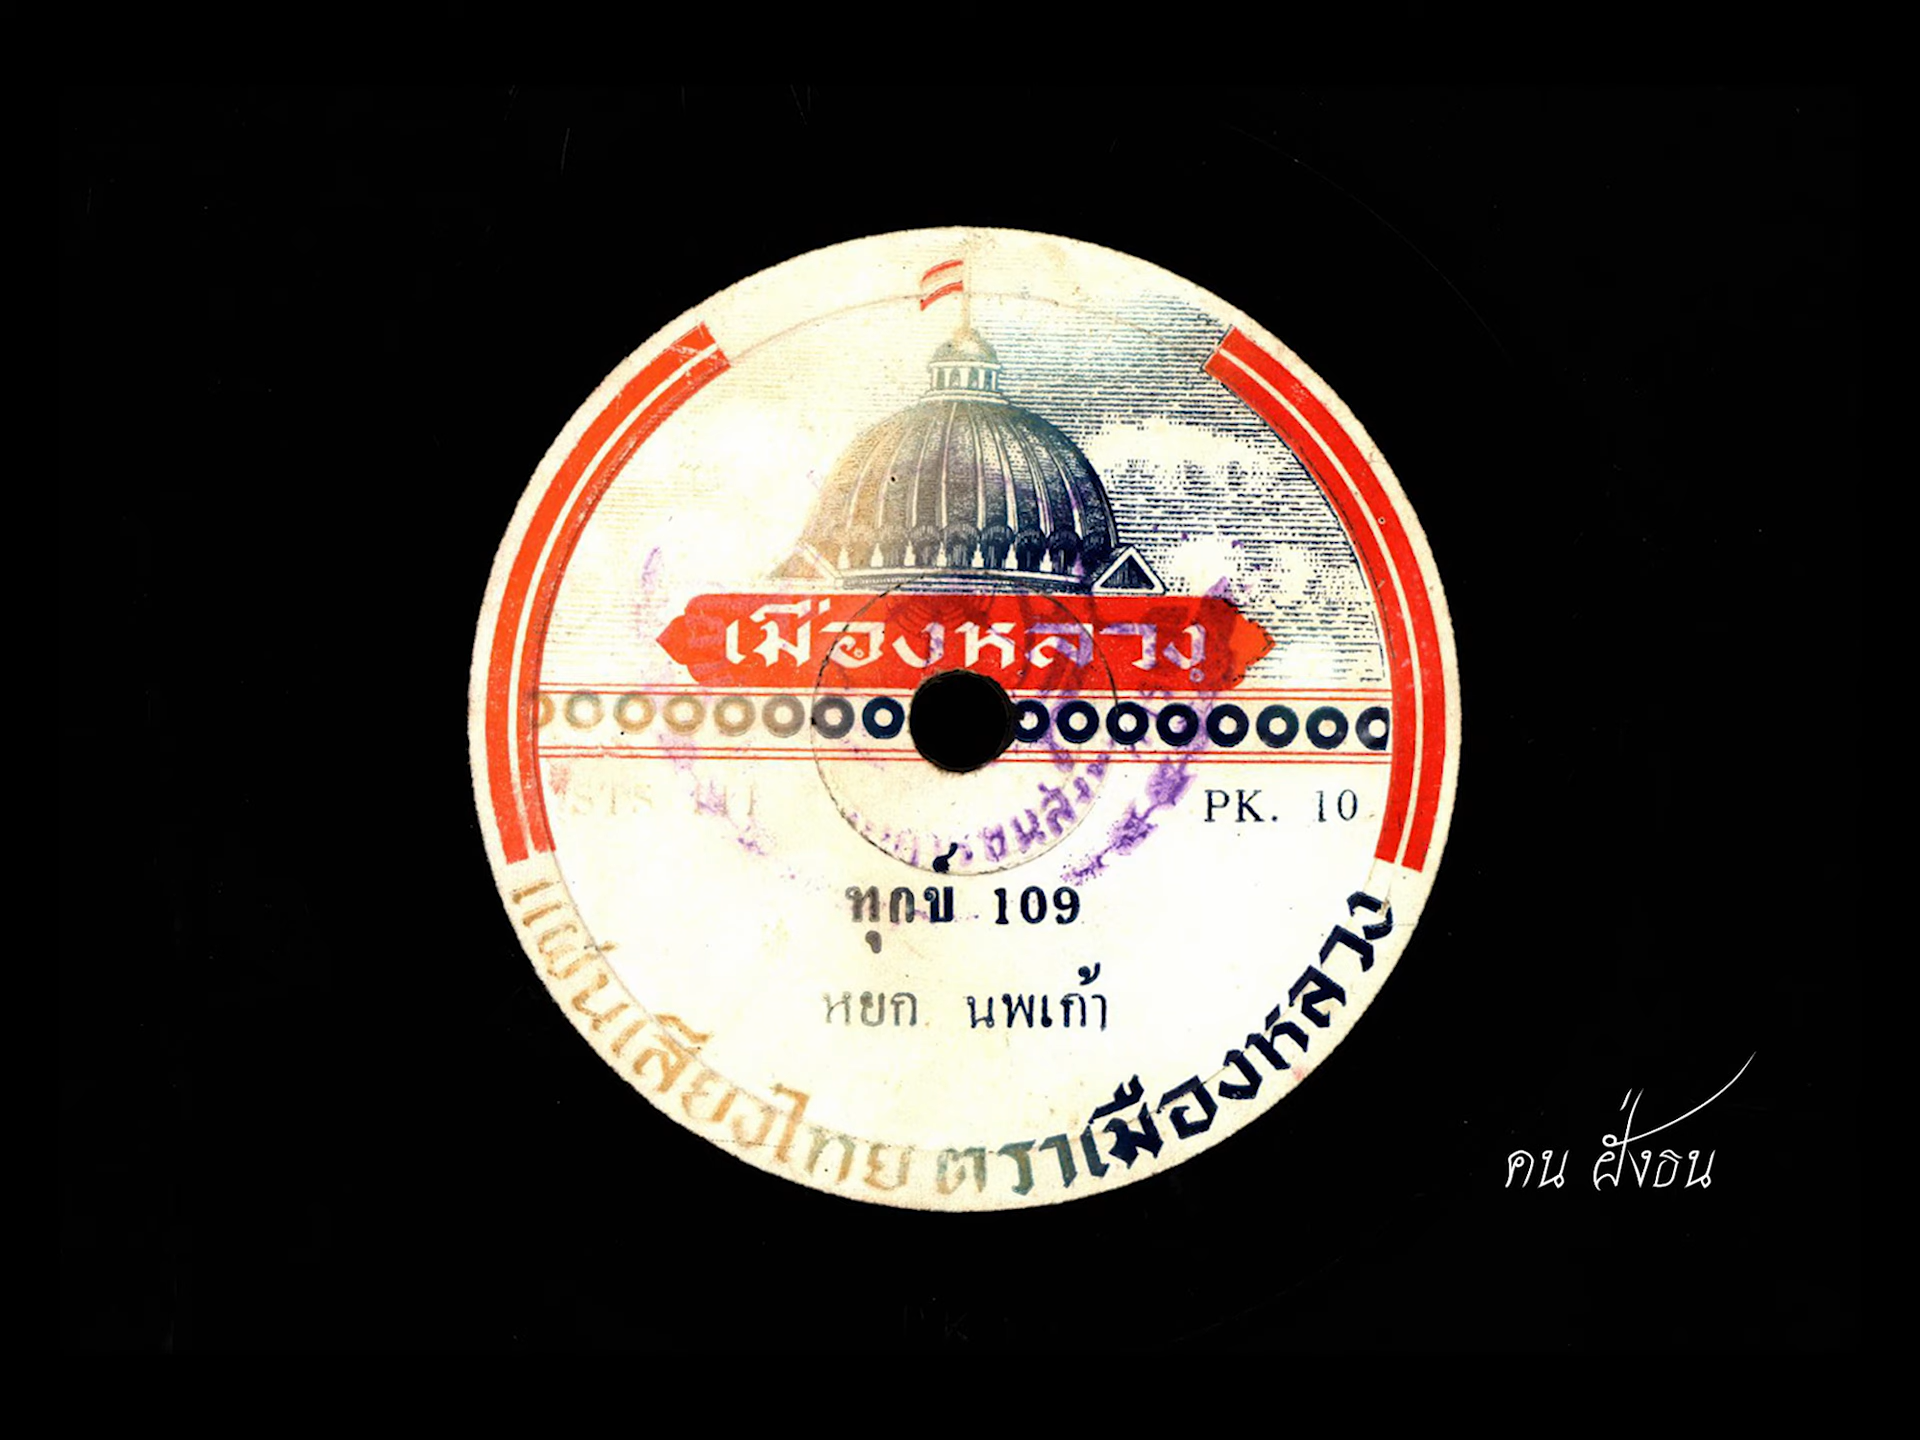 เมืองหลวง
PK. 10
ทุกข์ 109
หยก นพเก้า
แผ่นเสียงไทย ตราเมืองหลวง
คน ฝั่งธน